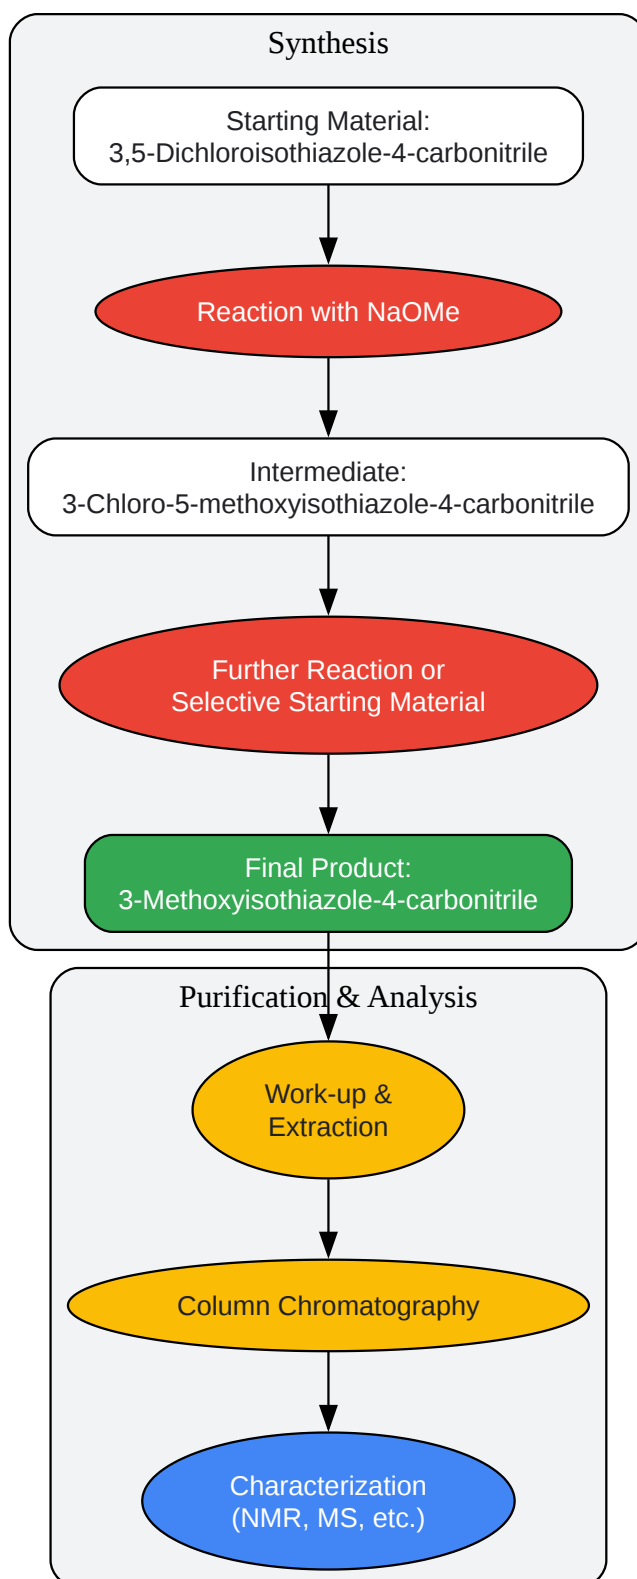 Synthesis
Starting Material:
3,5-Dichloroisothiazole-4-carbonitrile
Reaction with NaOMe
Intermediate:
3-Chloro-5-methoxyisothiazole-4-carbonitrile
Further Reaction or
Selective Starting Material
Final Product:
3-Methoxyisothiazole-4-carbonitrile
Purification & Analysis
Work-up &
Extraction
Column Chromatography
Characterization
(NMR, MS, etc.)